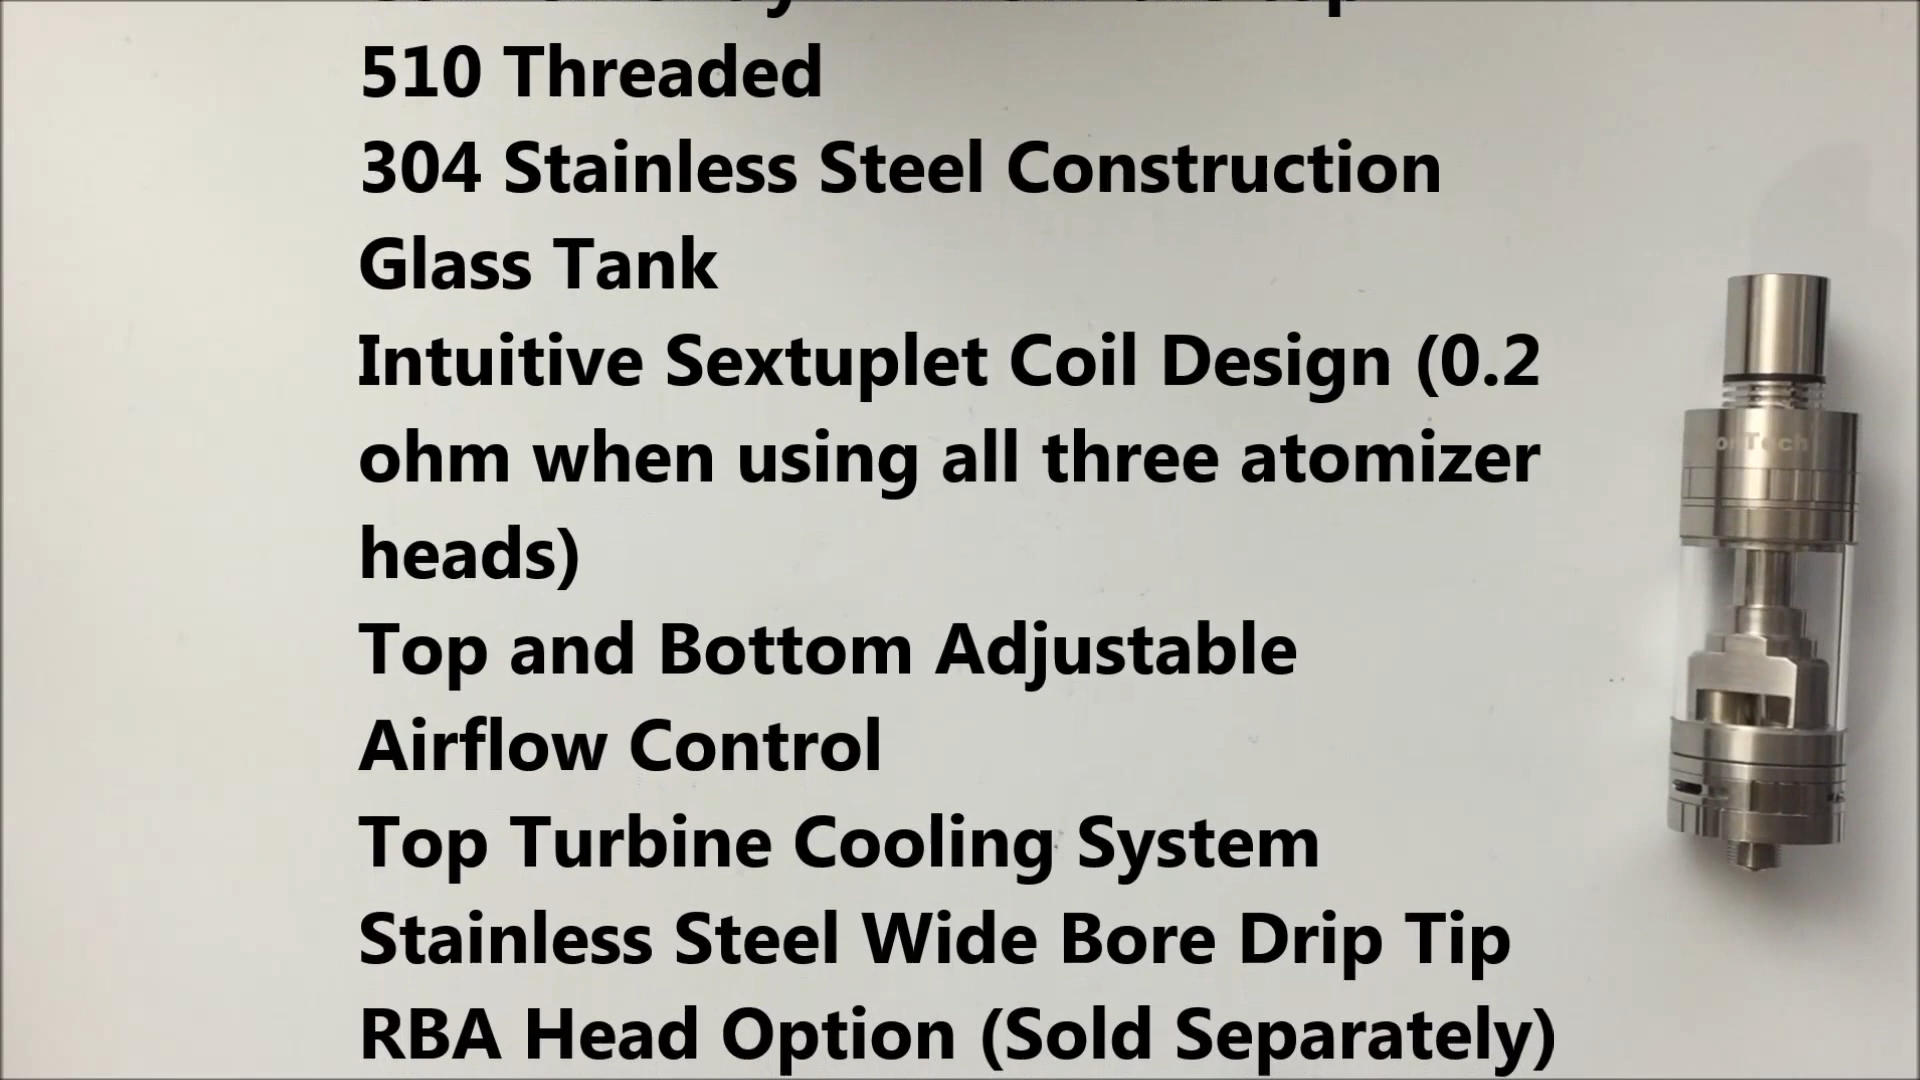 510 Threaded
304 Stainless Steel Construction
Glass Tank
Intuitive Sextuplet Coil Design (0.2
ohm when using all three atomizer
heads)
Top and Bottom Adjustable
Airflow Control
Top Turbine Cooling System
Stainless Steel Wide Bore Drip Tip
RBA Head Option (Sold Separately)